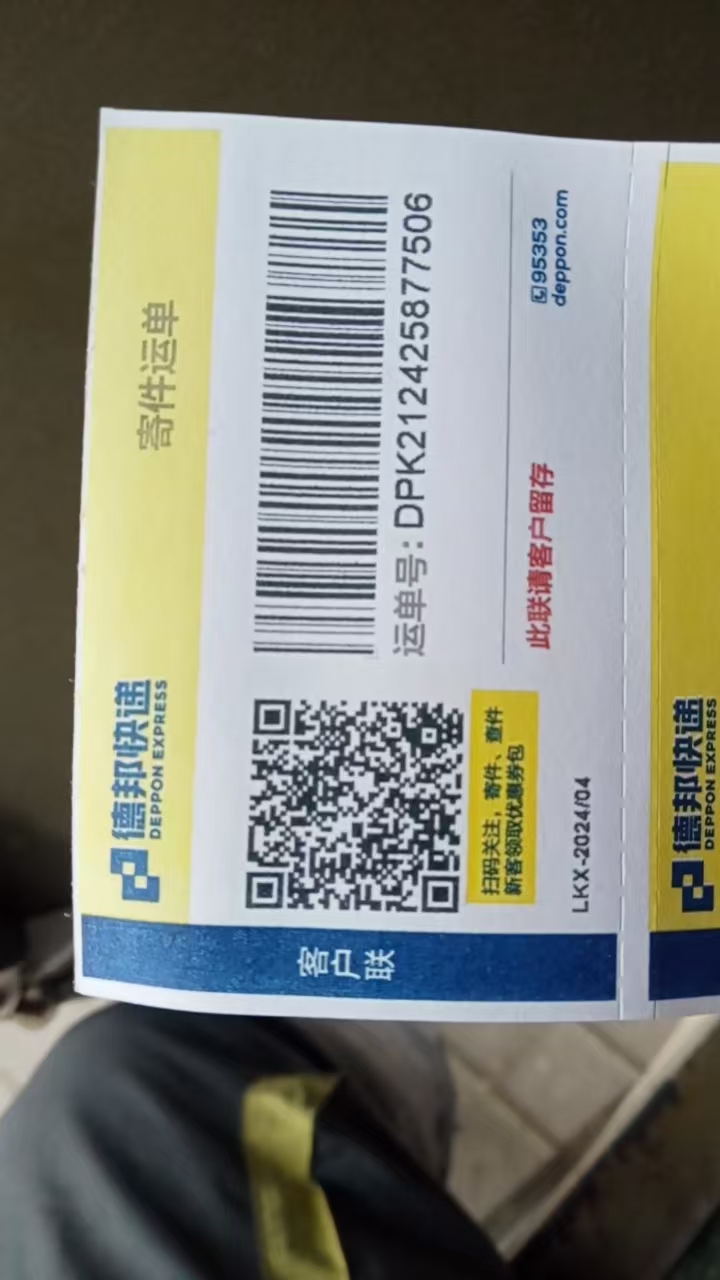 德邦快递
DEPPON EXPRESS
寄件运单
客户联
运单号:DPK212425877506
扫码关注，寄件、查件
新客领取优惠券包
此联请客户留存
95353
deppon.com
LKX-2024/04
德邦快递
DEPPON EXPRESS